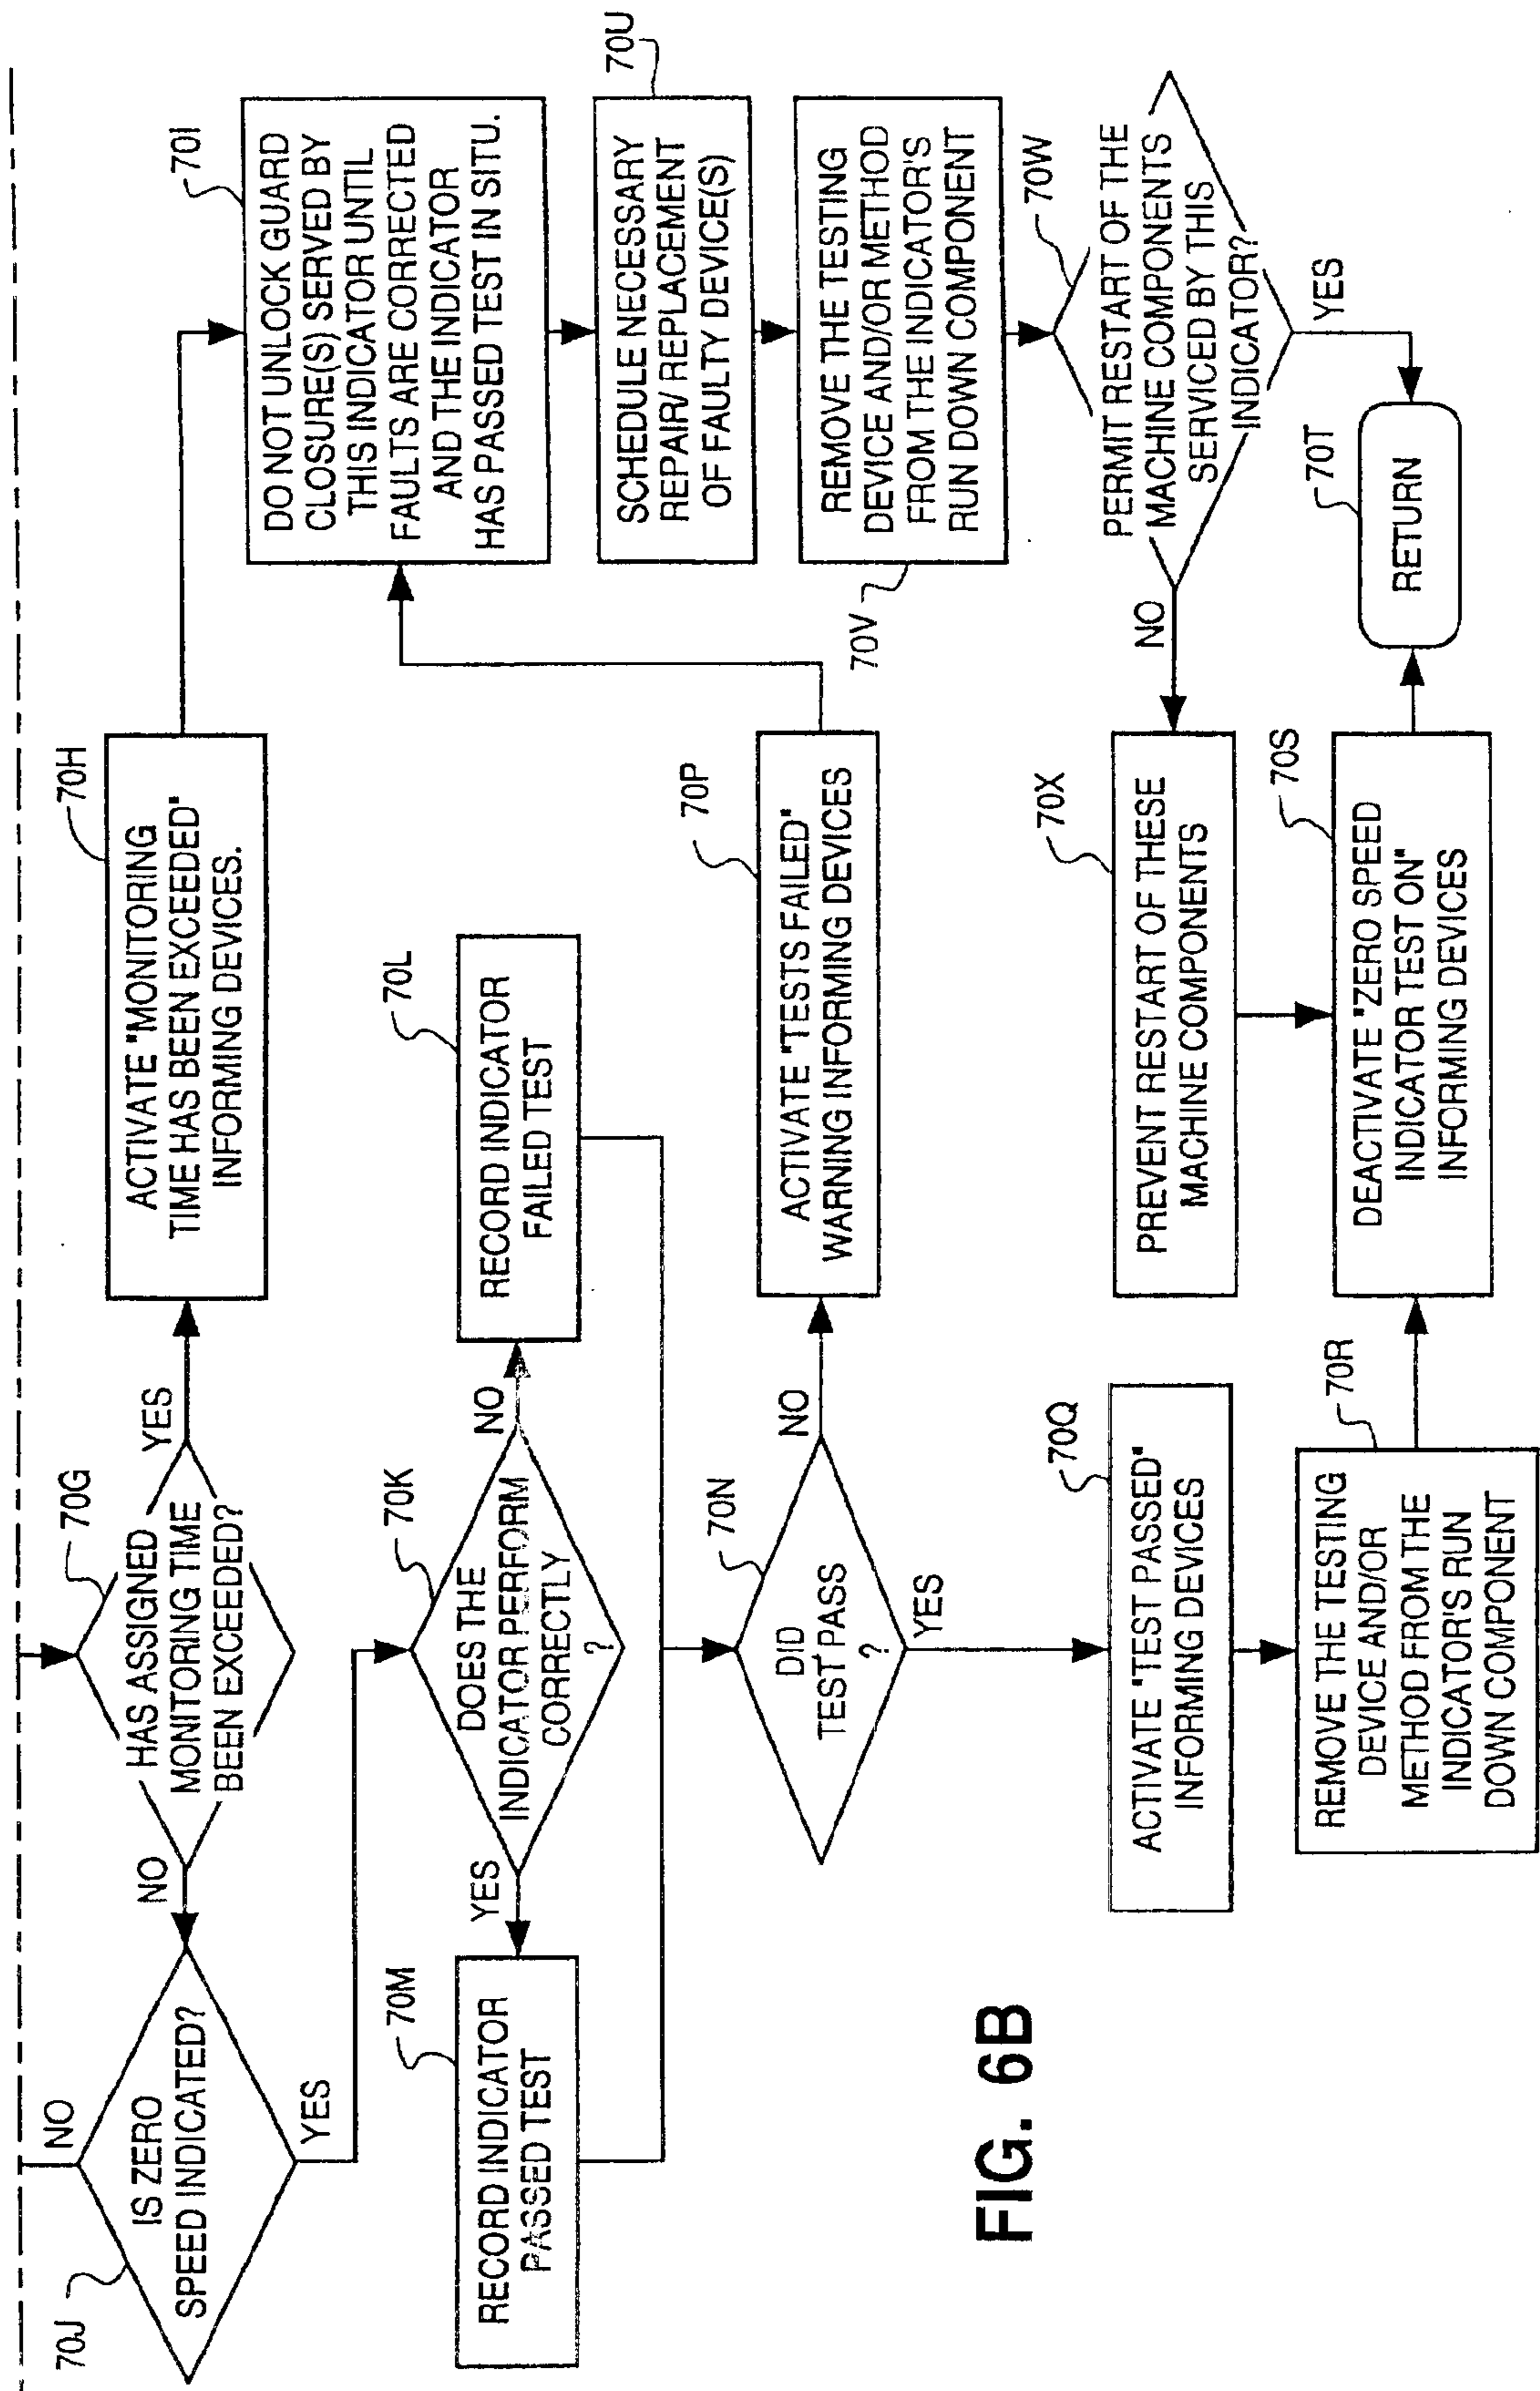 70G
HAS ASSIGNED
MONITORING TIME
BEEN EXCEEDED?
YES
NO
70H
ACTIVATE "MONITORING
TIME HAS BEEN EXCEEDED"
INFORMING DEVICES.
70I
DO NOT UNLOCK GUARD
CLOSURE(S) SERVED BY
THIS INDICATOR UNTIL
FAULTS ARE CORRECTED
AND THE INDICATOR
HAS PASSED TEST IN SITU.
70J
IS ZERO
SPEED INDICATED?
NO
YES
70K
DOES THE
INDICATOR PERFORM
CORRECTLY
?
NO
YES
70L
RECORD INDICATOR
FAILED TEST
70M
RECORD INDICATOR
PASSED TEST
70U
SCHEDULE NECESSARY
REPAIR/ REPLACEMENT
OF FAULTY DEVICE(S)
70N
DID
TEST PASS
?
NO
YES
70P
ACTIVATE "TESTS FAILED"
WARNING INFORMING DEVICES
70V
REMOVE THE TESTING
DEVICE AND/OR METHOD
FROM THE INDICATOR'S
RUN DOWN COMPONENT
70W
PERMIT RESTART OF THE
MACHINE COMPONENTS
SERVICED BY THIS
INDICATOR?
NO
YES
70Q
ACTIVATE "TEST PASSED"
INFORMING DEVICES
70X
PREVENT RESTART OF THESE
MACHINE COMPONENTS
70R
REMOVE THE TESTING
DEVICE AND/OR
METHOD FROM THE
INDICATOR'S RUN
DOWN COMPONENT
70S
DEACTIVATE "ZERO SPEED
INDICATOR TEST ON"
INFORMING DEVICES
70T
RETURN
FIG. 6B